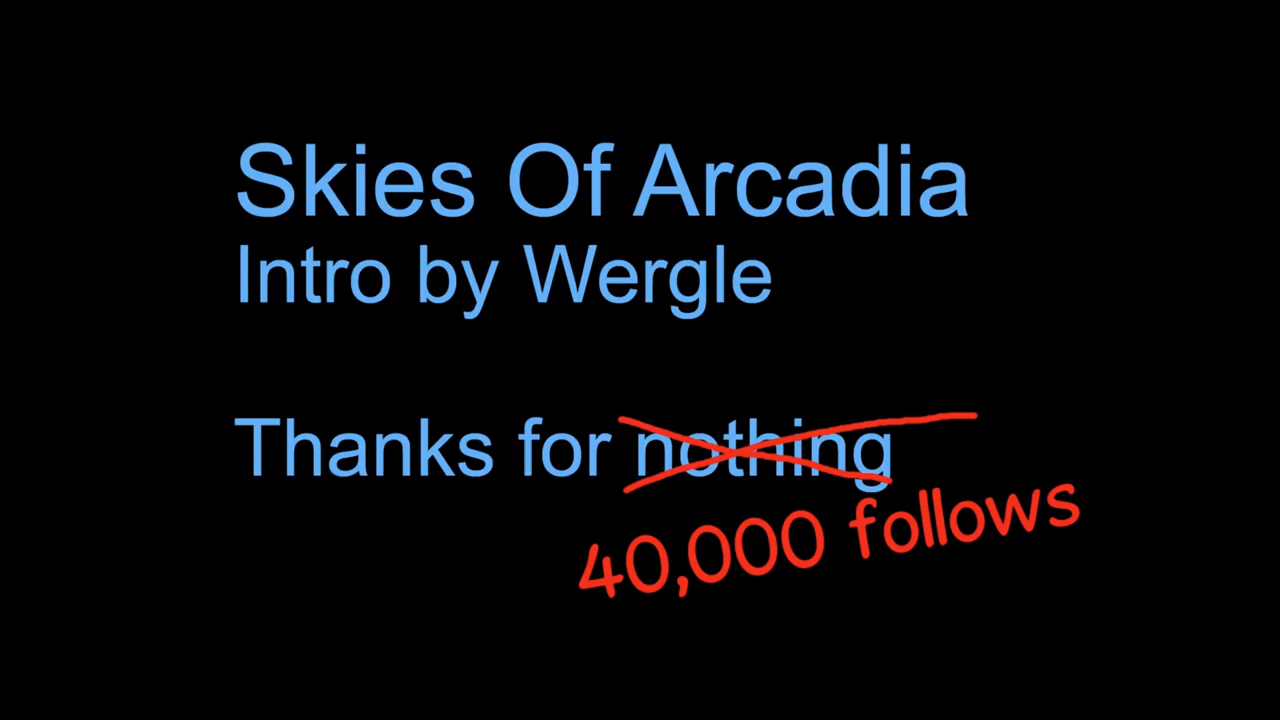 Skies Of Arcadia
Intro by Wergle
Thanks for nothing
40,000 follows